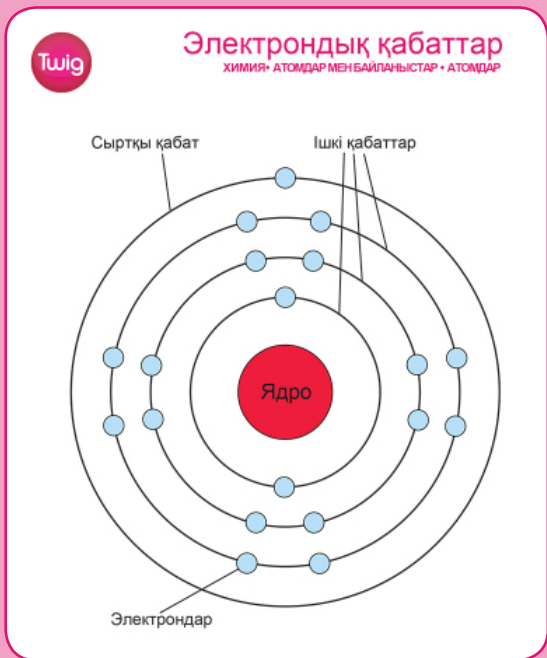 Twig
Электрондық қабаттар
ХИМИЯ• АТОМДАР МЕН БАЙЛАНЫСТАР • АТОМДАР
Сыртқы қабат
Ішкі қабаттар
Ядро
Электрондар